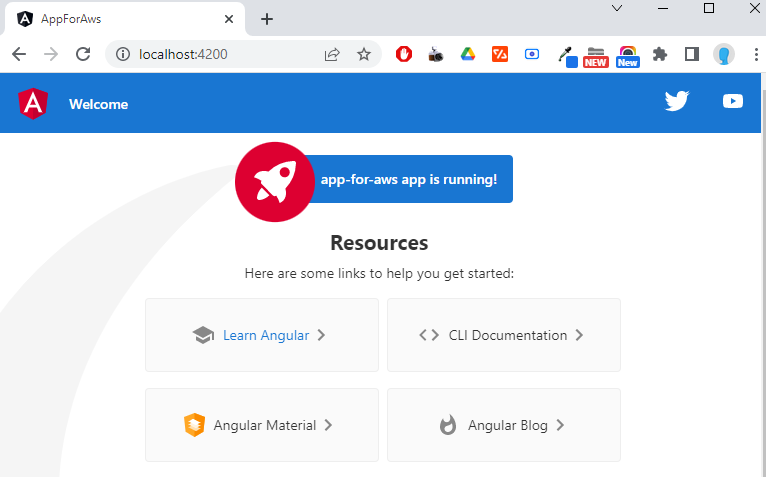 AppForAws
localhost:4200
NEW
New
Welcome
app-for-aws app is running!
Resources
Here are some links to help you get started:
Learn Angular
CLI Documentation
Angular Material
Angular Blog